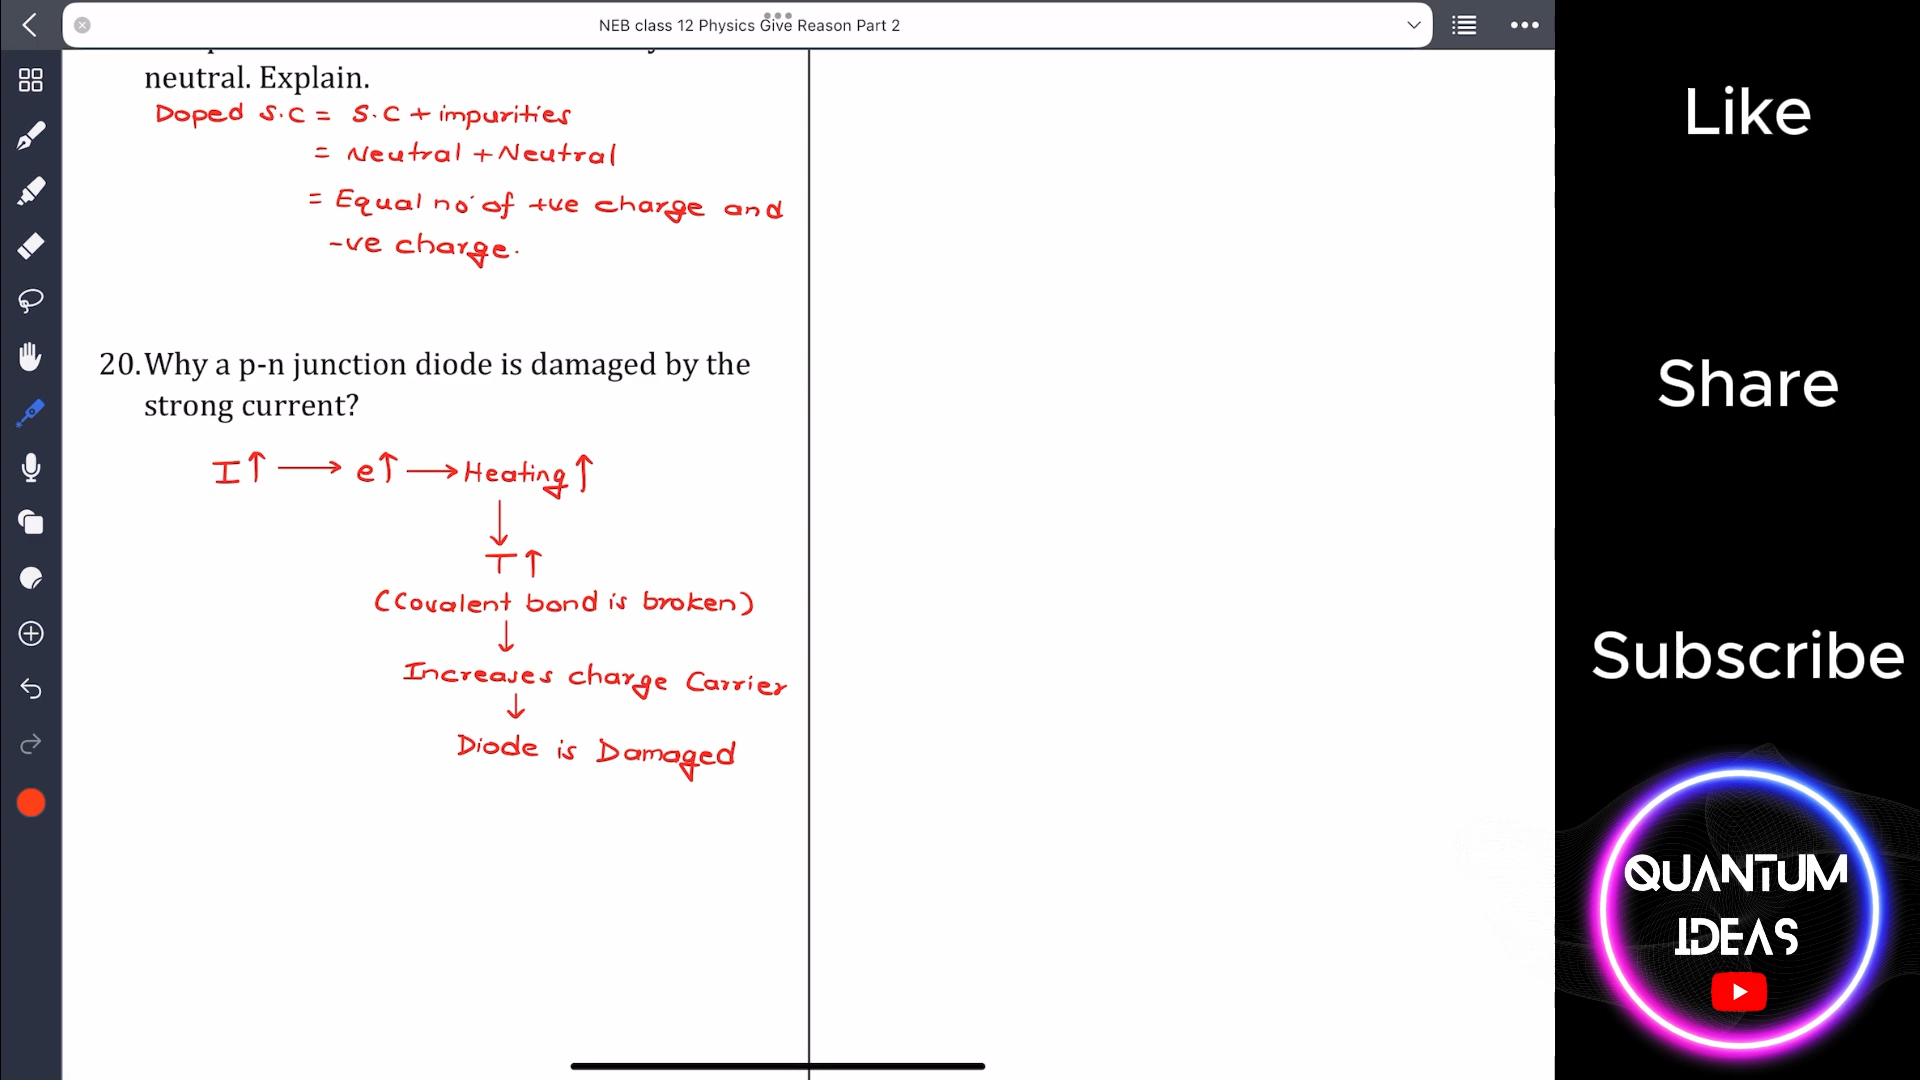 NEB class 12 Physics Give Reason Part 2
neutral. Explain.
Doped S.C = S.C + impurities
= Neutral + Neutral
= Equal no. of +ve charge and
-ve charge.
20. Why a p-n junction diode is damaged by the
strong current?
I↑ → e↑ → Heating ↑
↓
T ↑
(Covalent bond is broken)
↓
Increases charge Carrier
↓
Diode is Damaged
Like
Share
Subscribe
QUANTUM
IDEAS